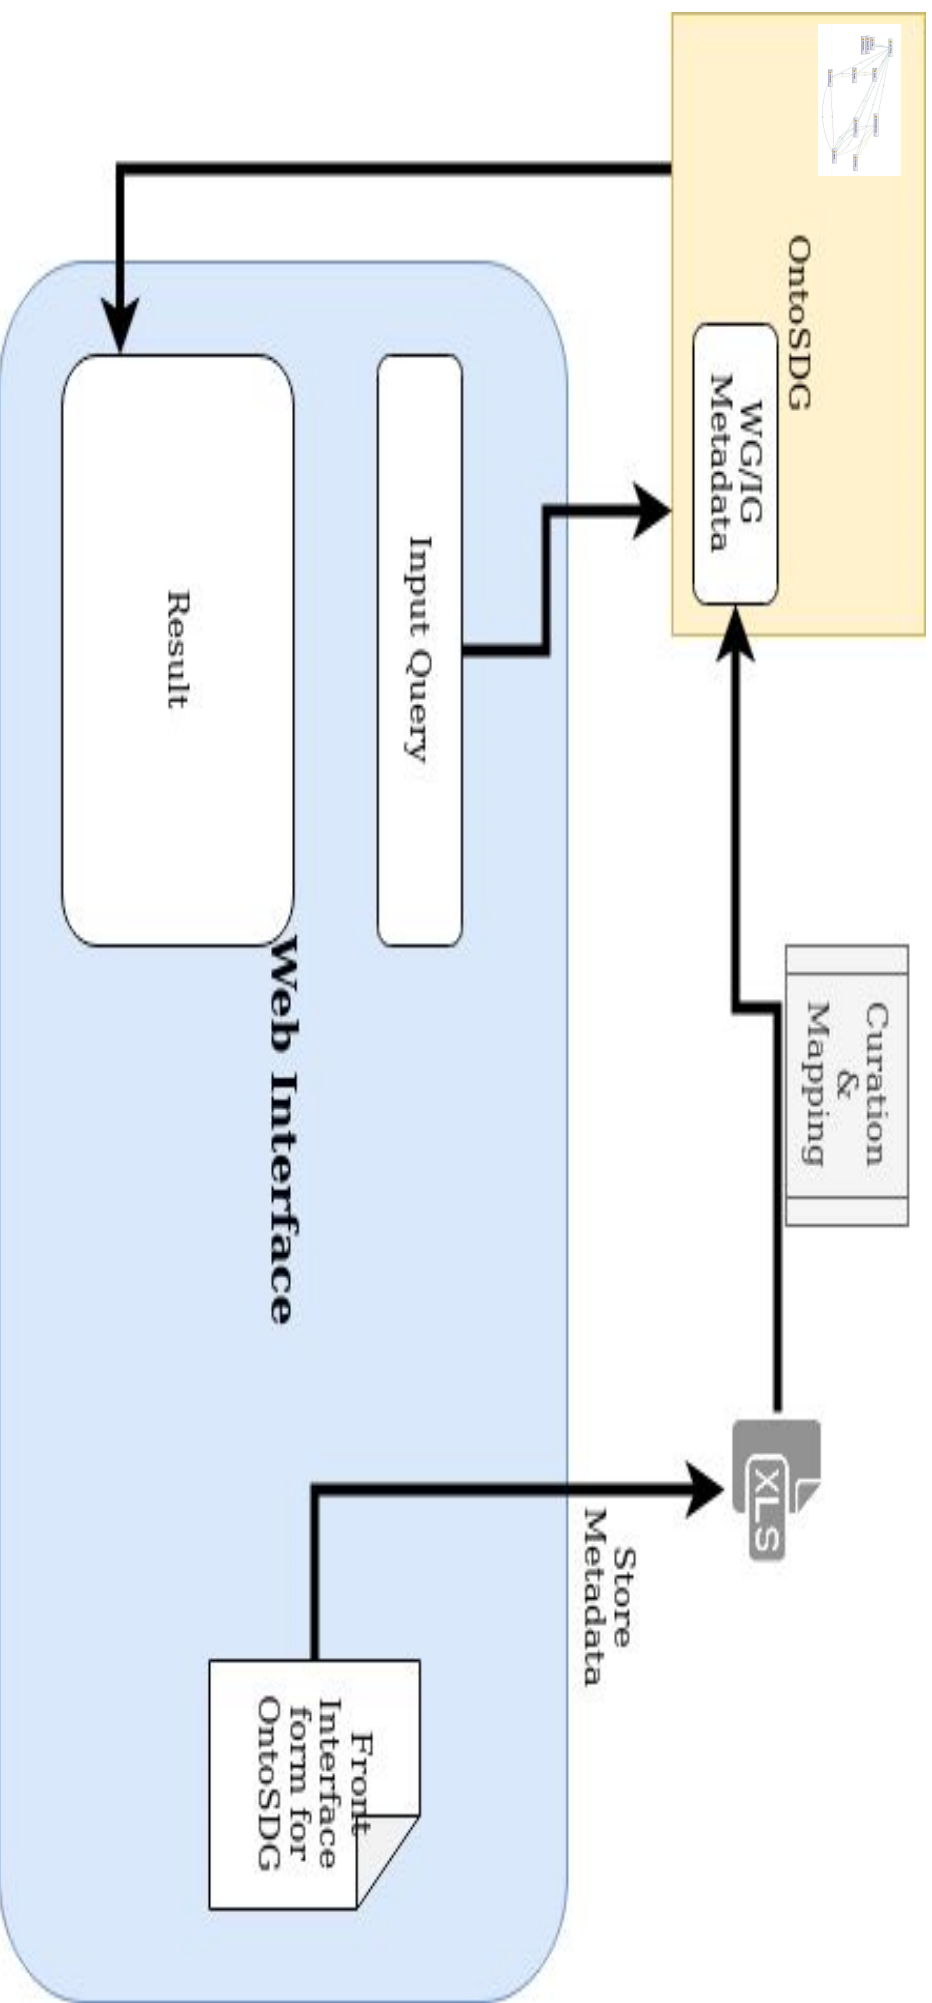 OntoSDG
WG/IG
Metadata
Curation
&
Mapping
XLS
Store
Metadata
Input Query
Result
Web Interface
Front
Interface
form for
OntoSDG